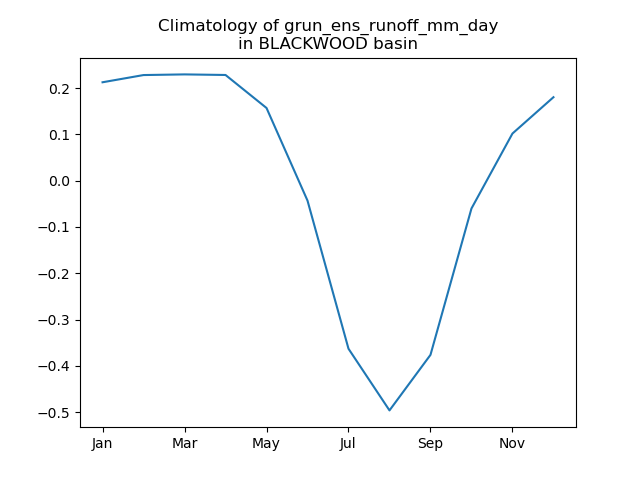 Climatology of grun_ens_runoff_mm_day
in BLACKWOOD basin
0.2
0.1
0.0
−0.1
−0.2
−0.3
−0.4
−0.5
Jan Mar May Jul Sep Nov